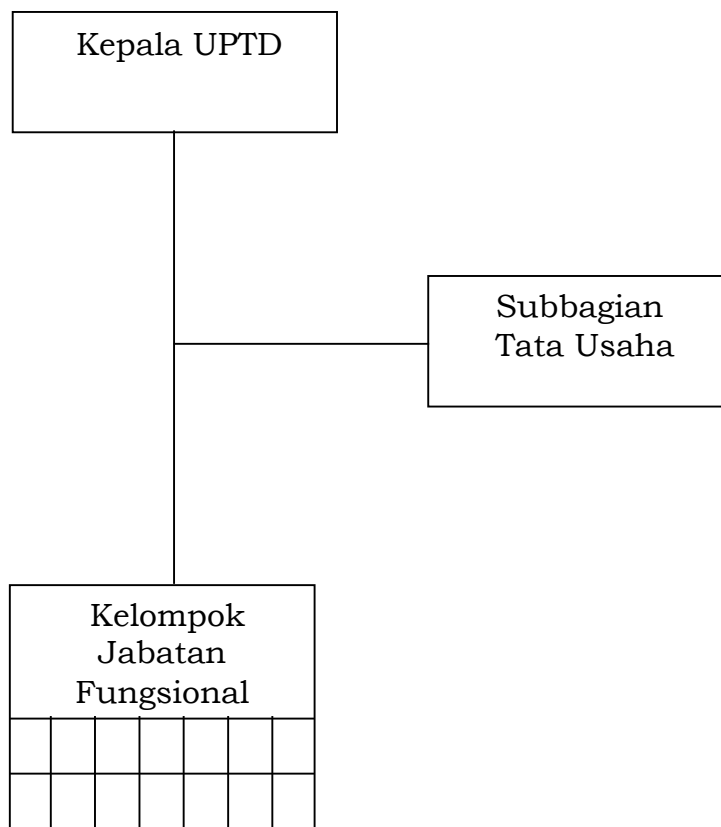 Kepala UPTD
Subbagian
Tata Usaha
Kelompok
Jabatan
Fungsional